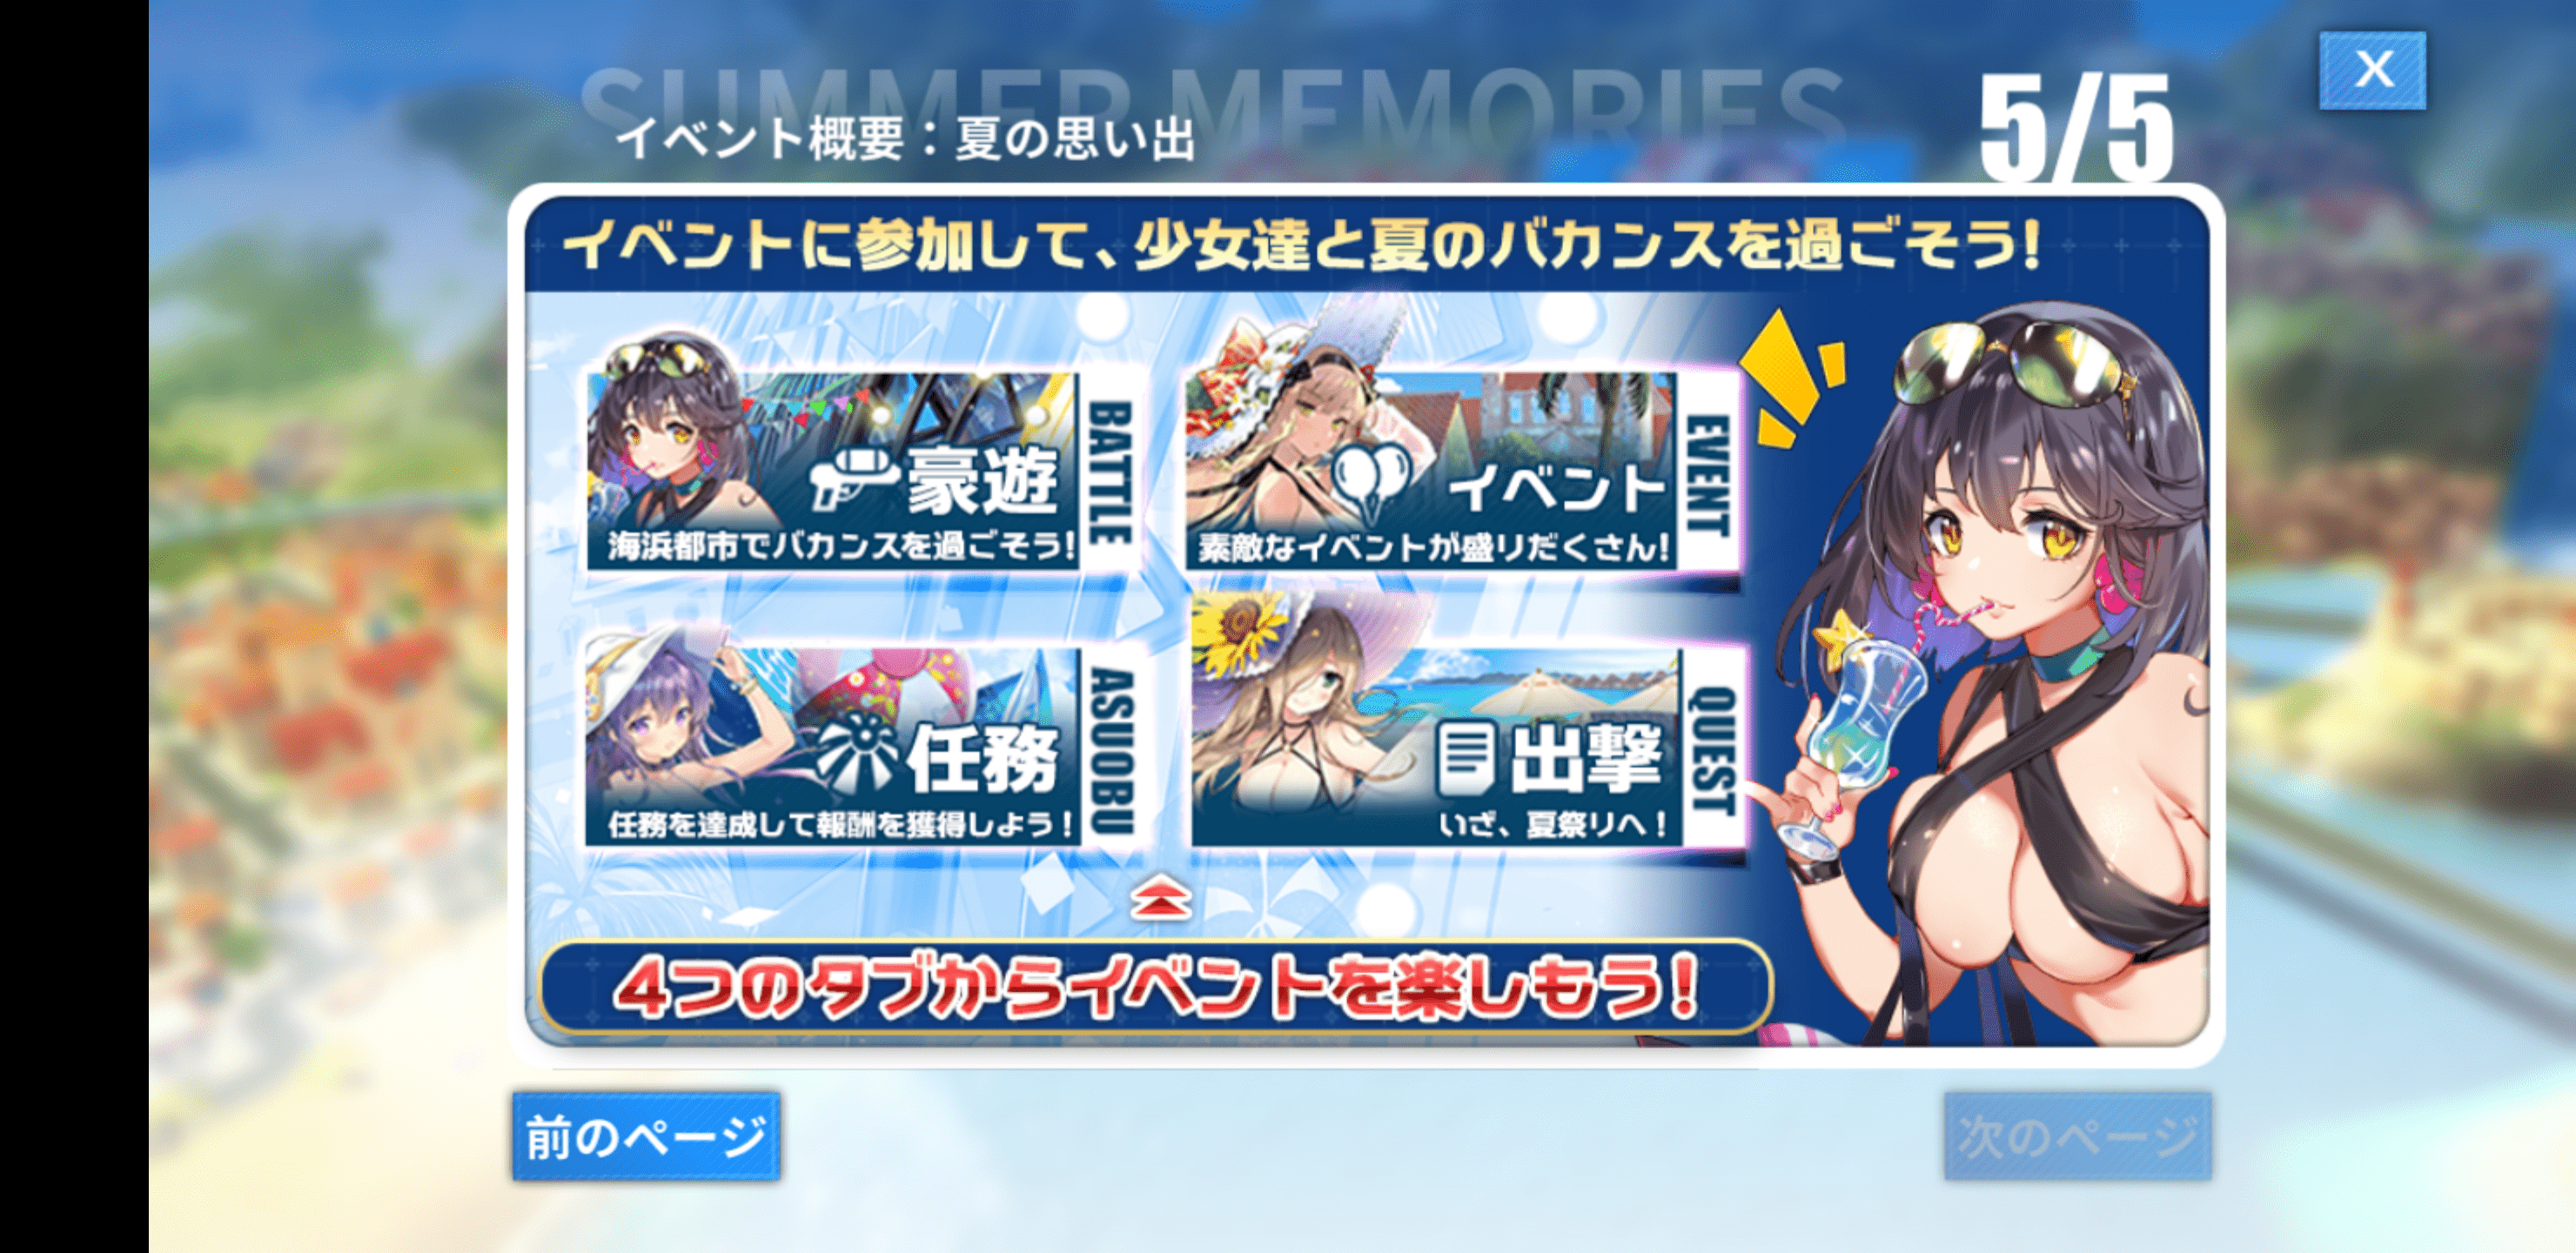 SUMMER MEMORIES
イベント概要：夏の思い出
5/5
X
イベントに参加して、少女達と夏のバカンスを過ごそう!
豪遊
海浜都市でバカンスを過ごそう!
BATTLE
イベント
素敵なイベントが盛りだくさん!
EVENT
任務
任務を達成して報酬を獲得しよう!
ASUOBU
出撃
いざ、夏祭りへ!
QUEST
4つのタブからイベントを楽しもう!
前のページ
次のページ